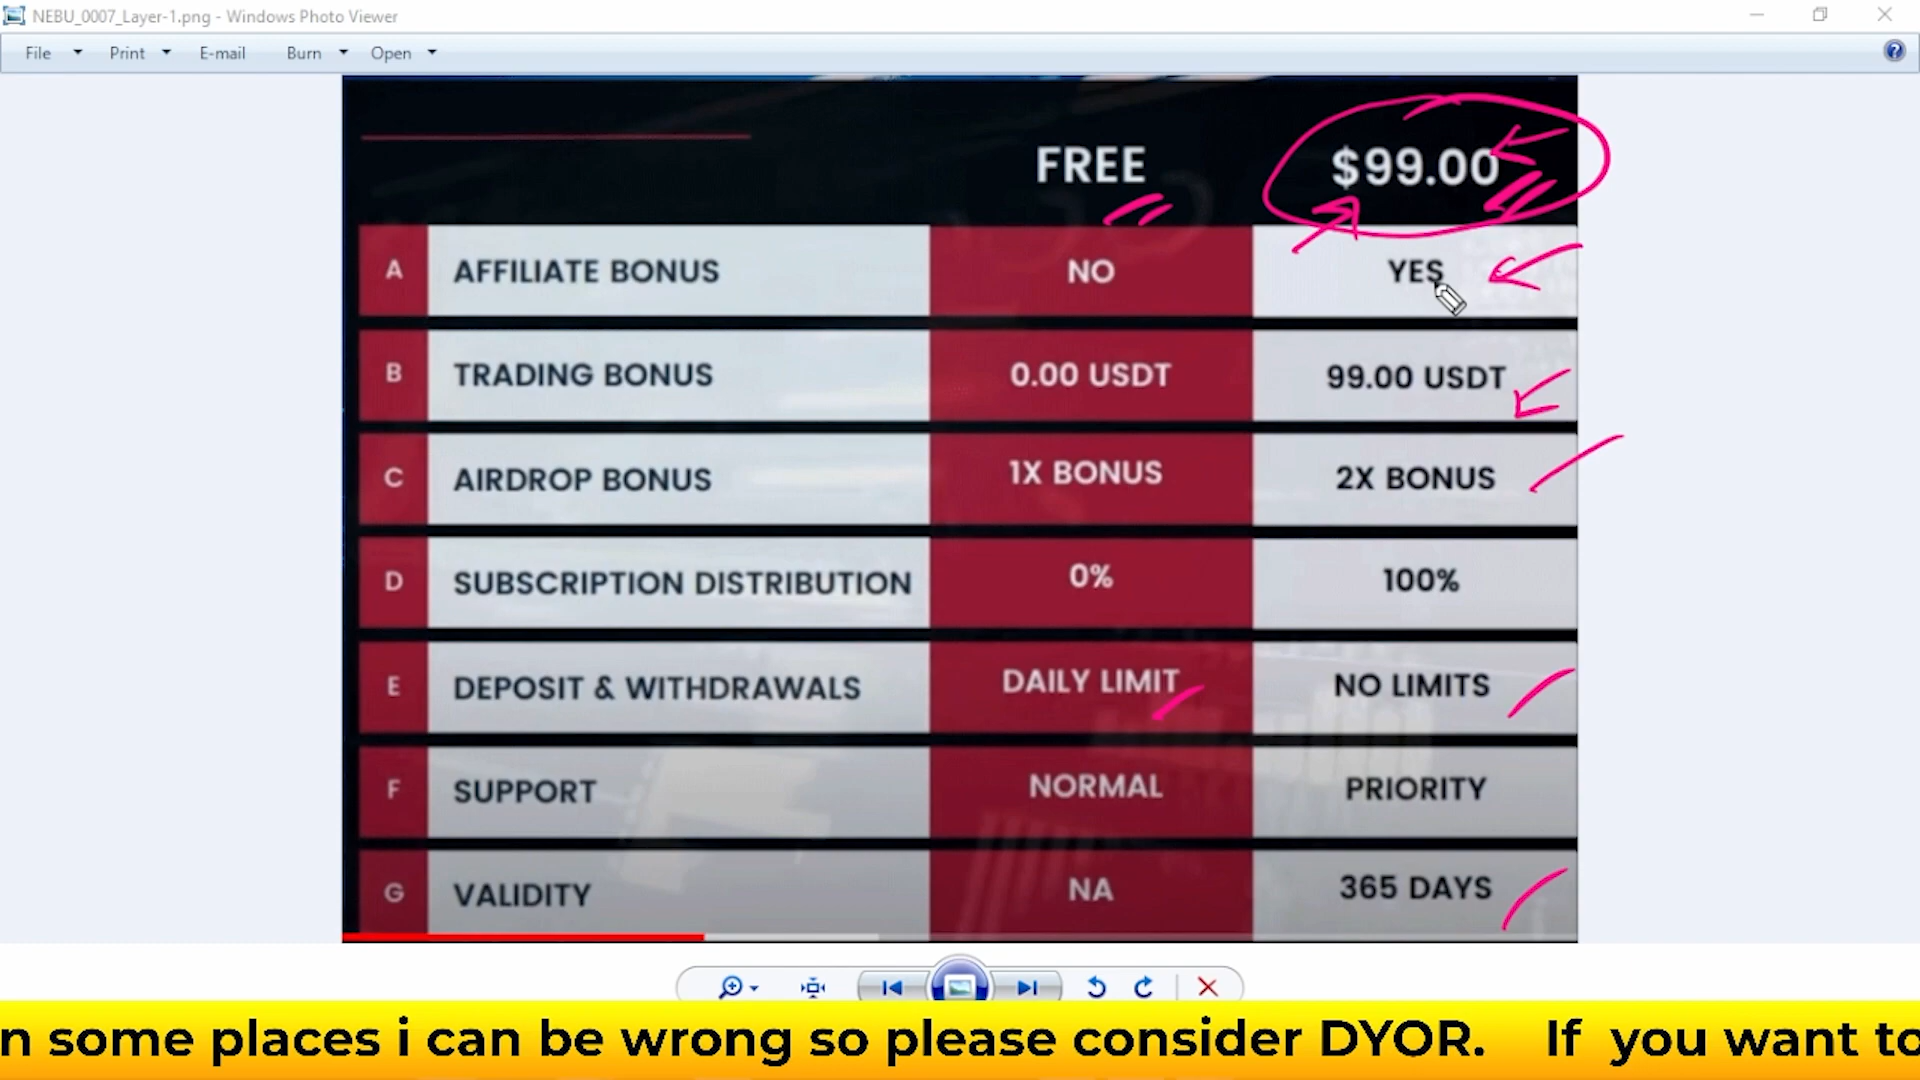 NEBU_0007_Layer-1.png - Windows Photo Viewer
File Print E-mail Burn Open
FREE $99.00
A AFFILIATE BONUS NO YES
B TRADING BONUS 0.00 USDT 99.00 USDT
C AIRDROP BONUS 1X BONUS 2X BONUS
D SUBSCRIPTION DISTRIBUTION 0% 100%
E DEPOSIT & WITHDRAWALS DAILY LIMIT NO LIMITS
F SUPPORT NORMAL PRIORITY
G VALIDITY NA 365 DAYS
n some places i can be wrong so please consider DYOR. If you want to